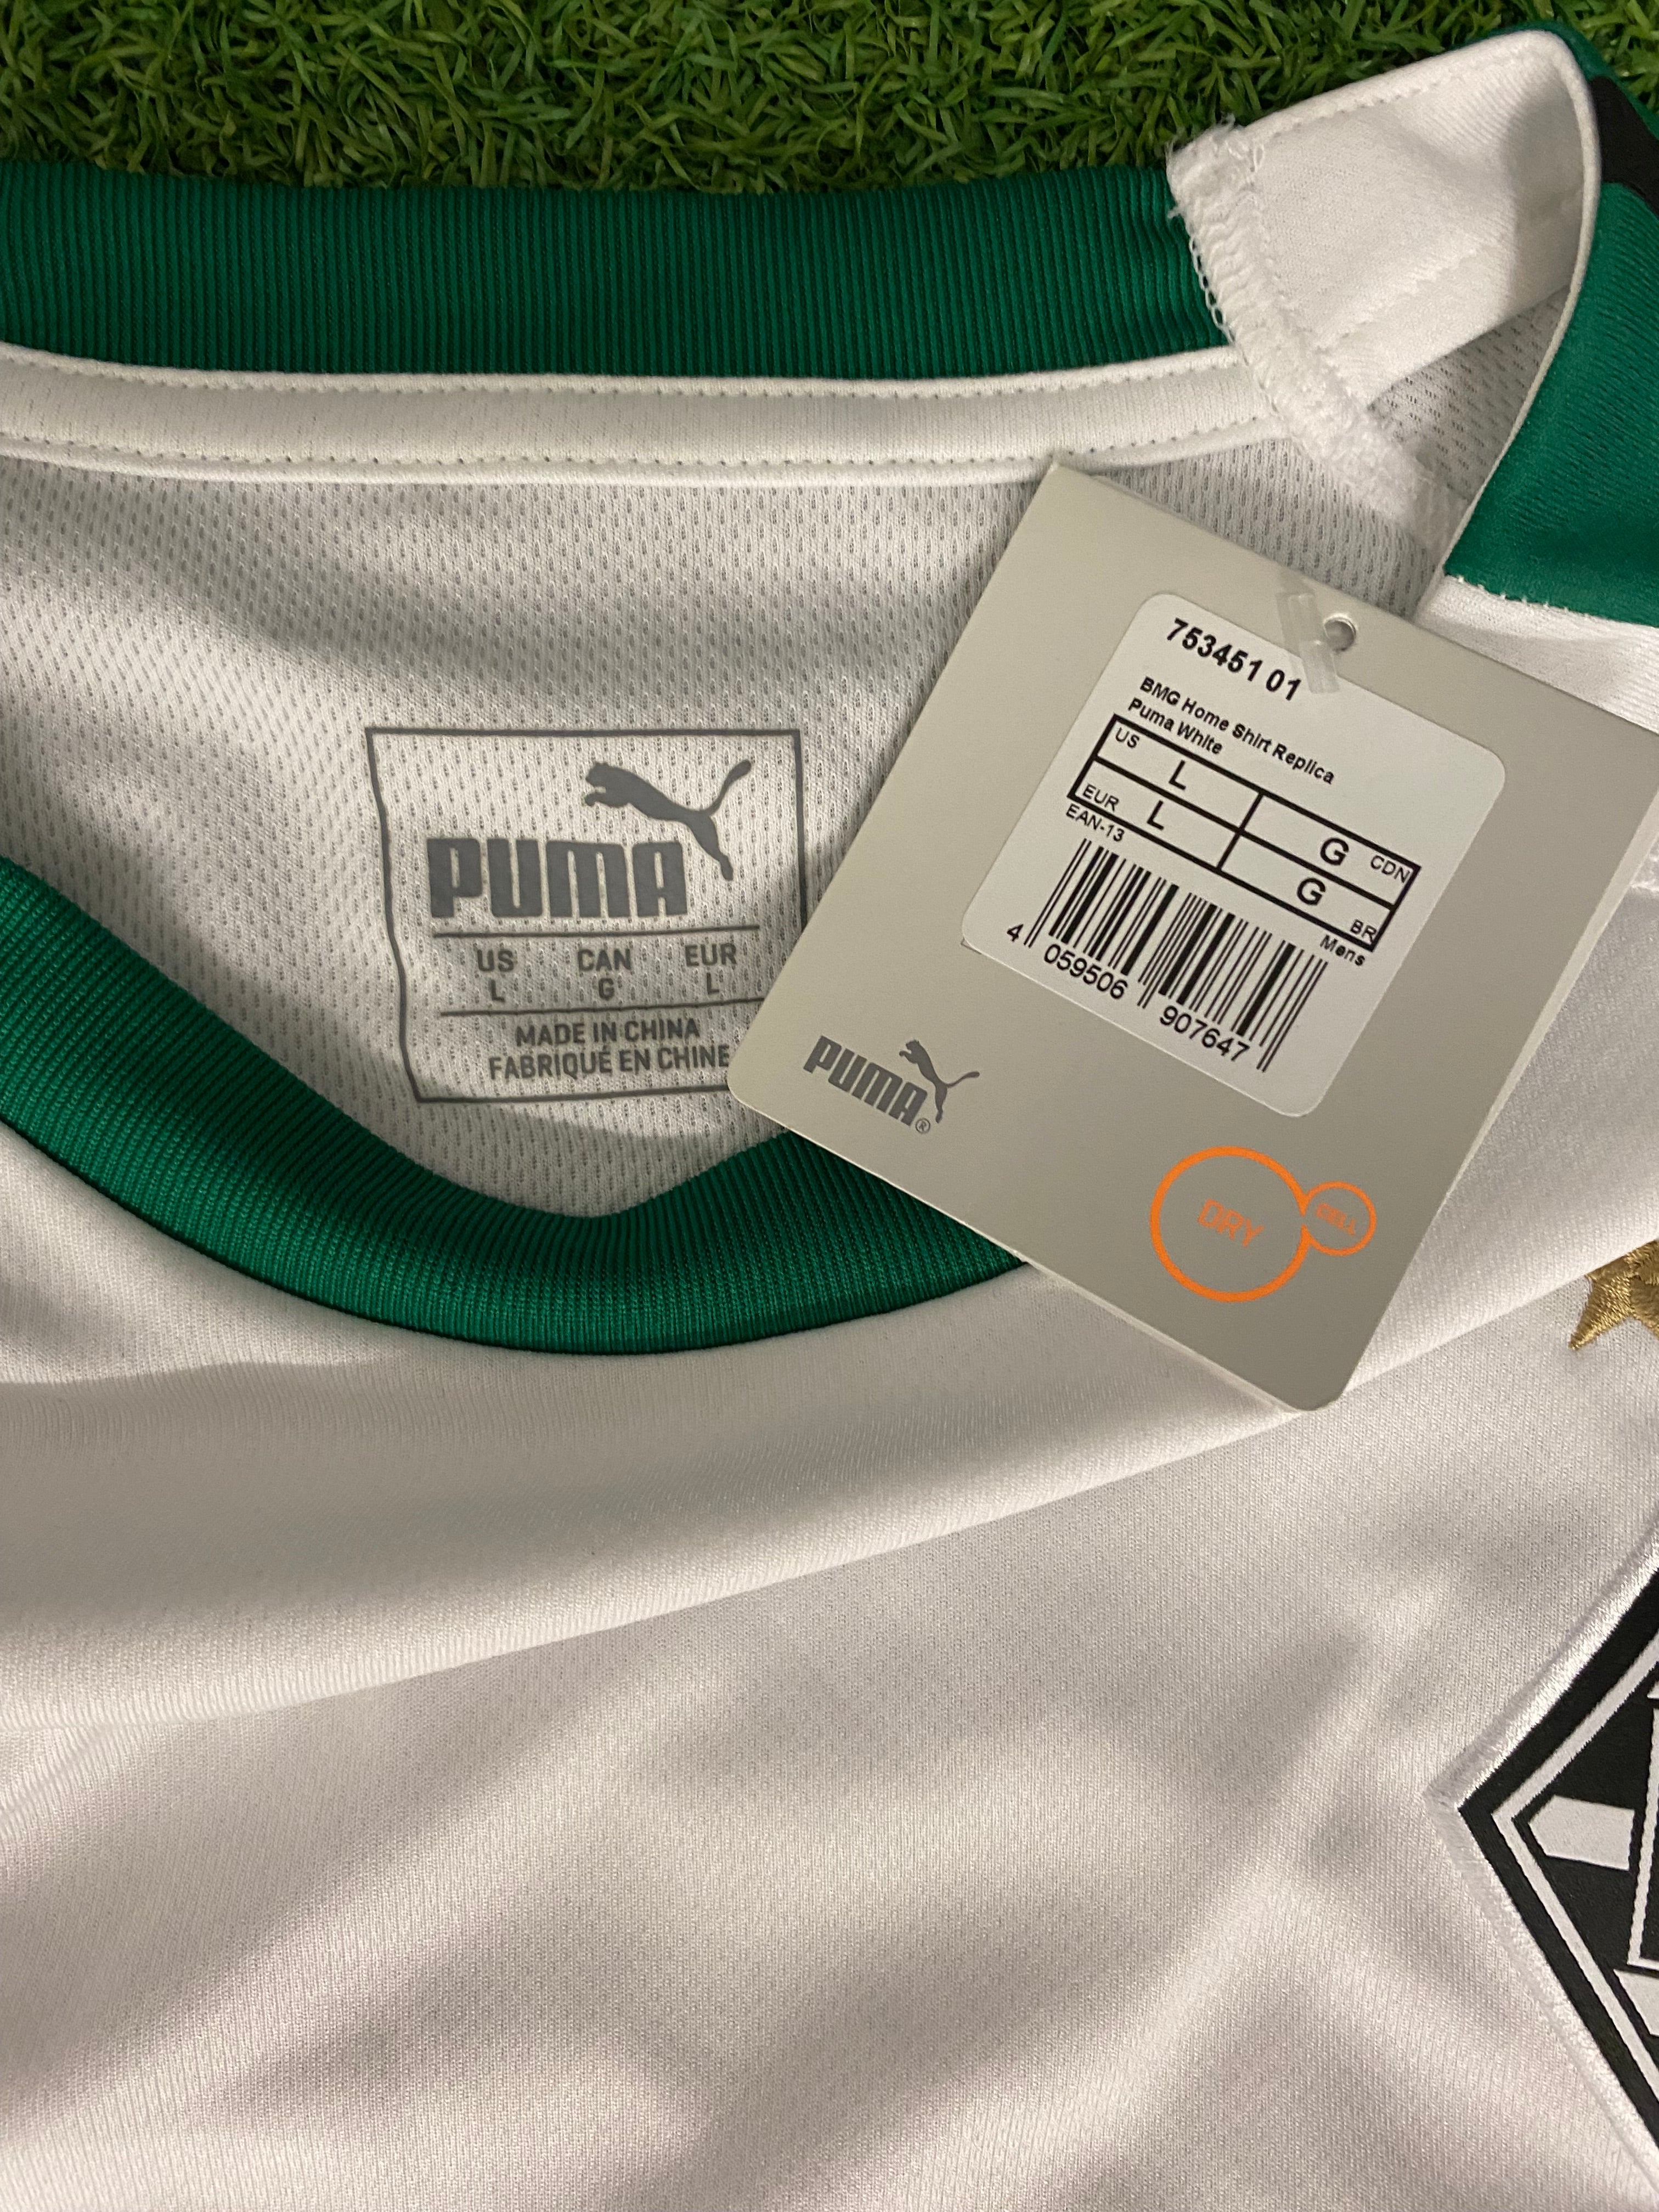 PUMA
US CAN EUR
L G L
MADE IN CHINA
FABRIQUÉ EN CHINE
753451 01
BMG Home Shirt Replica
Puma White
US L G CDN
EUR L G BR
EAN-13 Mens
4 059506 907647
PUMA®
DRY CELL